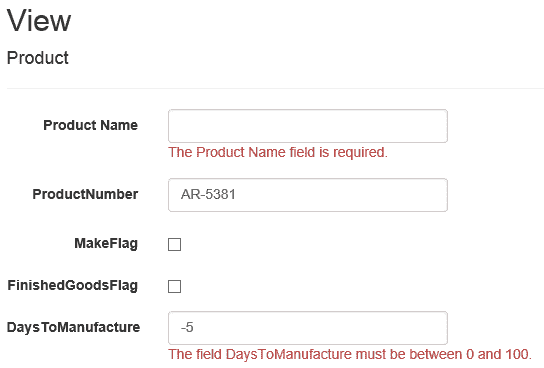 View
Product
Product Name
The Product Name field is required.
ProductNumber AR-5381
MakeFlag
FinishedGoodsFlag
DaysToManufacture -5
The field DaysToManufacture must be between 0 and 100.